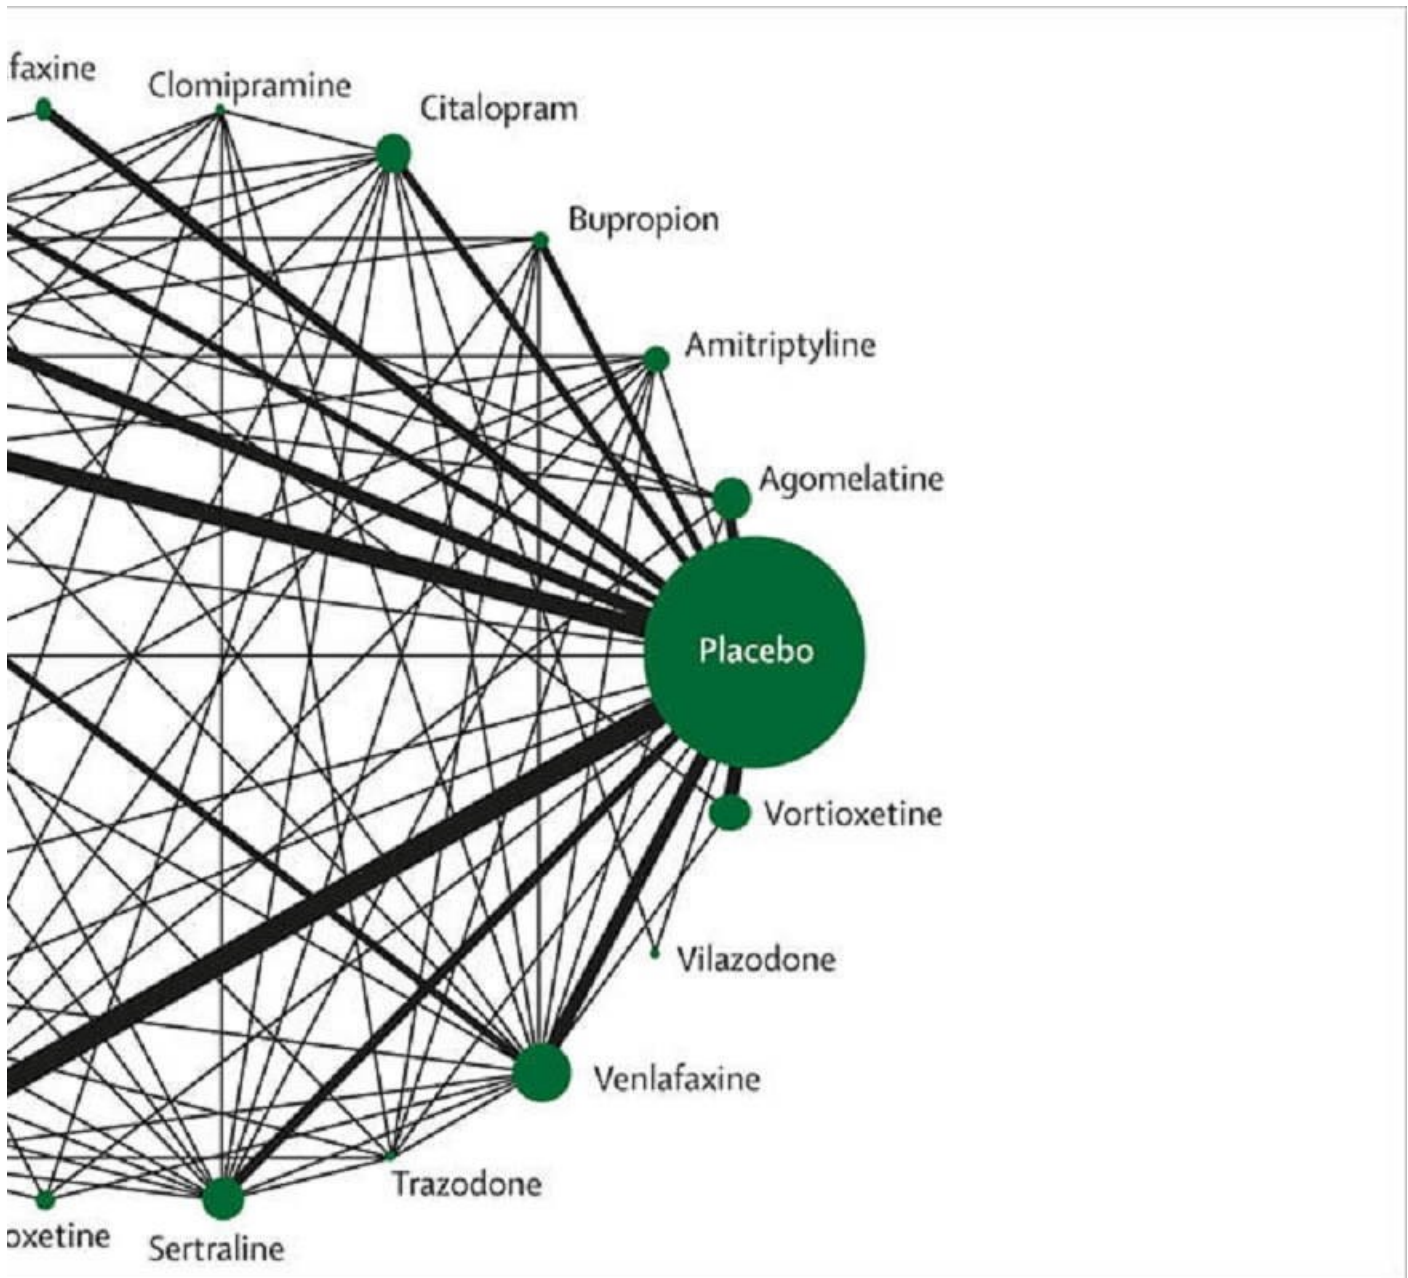 faxine
Clomipramine
Citalopram
Bupropion
Amitriptyline
Agomelatine
Placebo
Vortioxetine
Vilazodone
Venlafaxine
Trazodone
oxetine
Sertraline